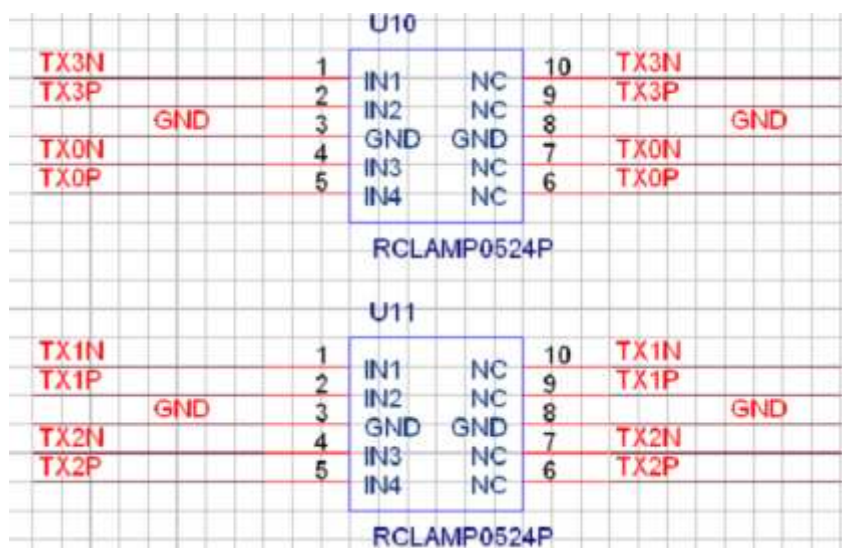 U10
TX3N 1 IN1 NC 10 TX3N
TX3P 2 IN2 NC 9 TX3P
GND 3 GND GND 8 GND
TX0N 4 IN3 NC 7 TX0N
TX0P 5 IN4 NC 6 TX0P
RCLAMP0524P
U11
TX1N 1 IN1 NC 10 TX1N
TX1P 2 IN2 NC 9 TX1P
GND 3 GND GND 8 GND
TX2N 4 IN3 NC 7 TX2N
TX2P 5 IN4 NC 6 TX2P
RCLAMP0524P